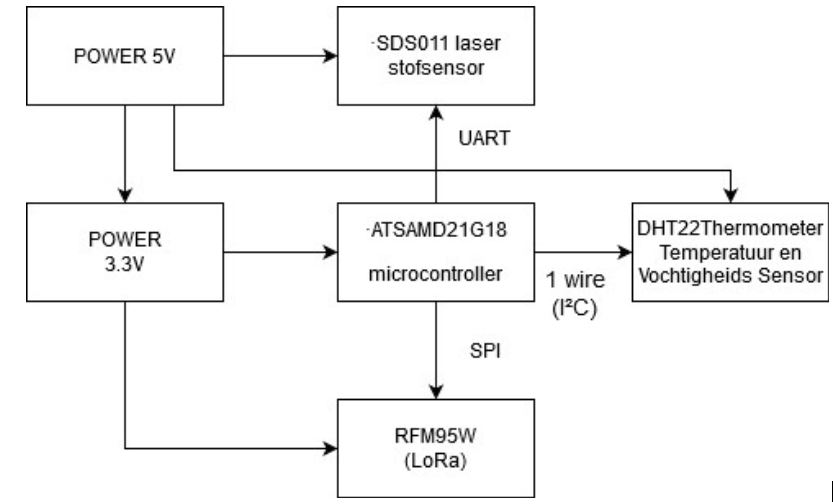 POWER 5V
·SDS011 laser
stofsensor
UART
POWER
3.3V
·ATSAMD21G18
microcontroller
DHT22Thermometer
Temperatuur en
Vochtigheids Sensor
1 wire
(I²C)
SPI
RFM95W
(LoRa)